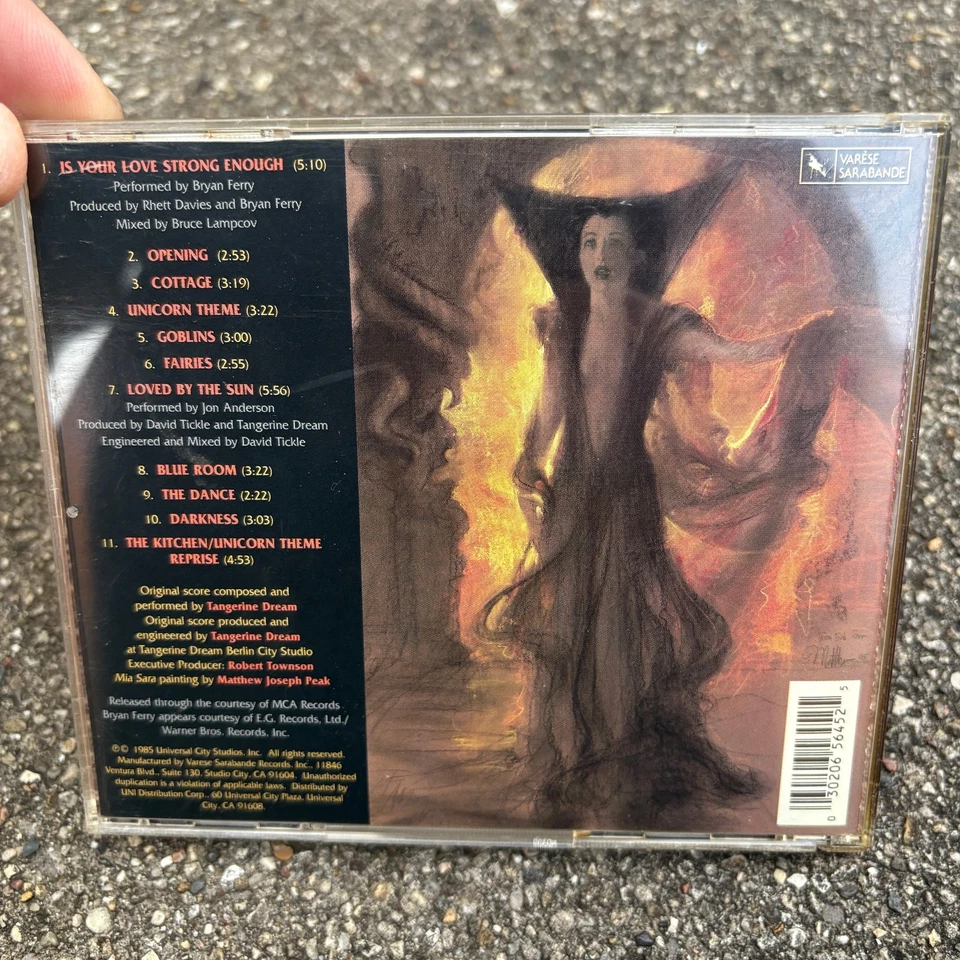 1. IS YOUR LOVE STRONG ENOUGH (5:10)
Performed by Bryan Ferry
Produced by Rhett Davies and Bryan Ferry
Mixed by Bruce Lampcov
2. OPENING (2:53)
3. COTTAGE (3:19)
4. UNICORN THEME (3:22)
5. GOBLINS (3:00)
6. FAIRIES (2:55)
7. LOVED BY THE SUN (5:56)
Performed by Jon Anderson
Produced by David Tickle and Tangerine Dream
Engineered and Mixed by David Tickle
8. BLUE ROOM (3:22)
9. THE DANCE (2:22)
10. DARKNESS (3:03)
11. THE KITCHEN/UNICORN THEME
REPRISE (4:53)
Original score composed and
performed by Tangerine Dream
Original score produced and
engineered by Tangerine Dream
at Tangerine Dream Berlin City Studio
Executive Producer: Robert Townson
Mia Sara painting by Matthew Joseph Peak
Released through the courtesy of MCA Records
Bryan Ferry appears courtesy of E.G. Records, Ltd./
Warner Bros. Records, Inc.
℗© 1985 Universal City Studios, Inc. All rights reserved.
Manufactured by Varese Sarabande Records, Inc., 11846
Ventura Blvd., Suite 130, Studio City, CA 91604. Unauthorized
duplication is a violation of applicable laws. Distributed by
UNI Distribution Corp., 60 Universal City Plaza, Universal
City, CA 91608.
VARÈSE
SARABANDE
0 30206 56452 5